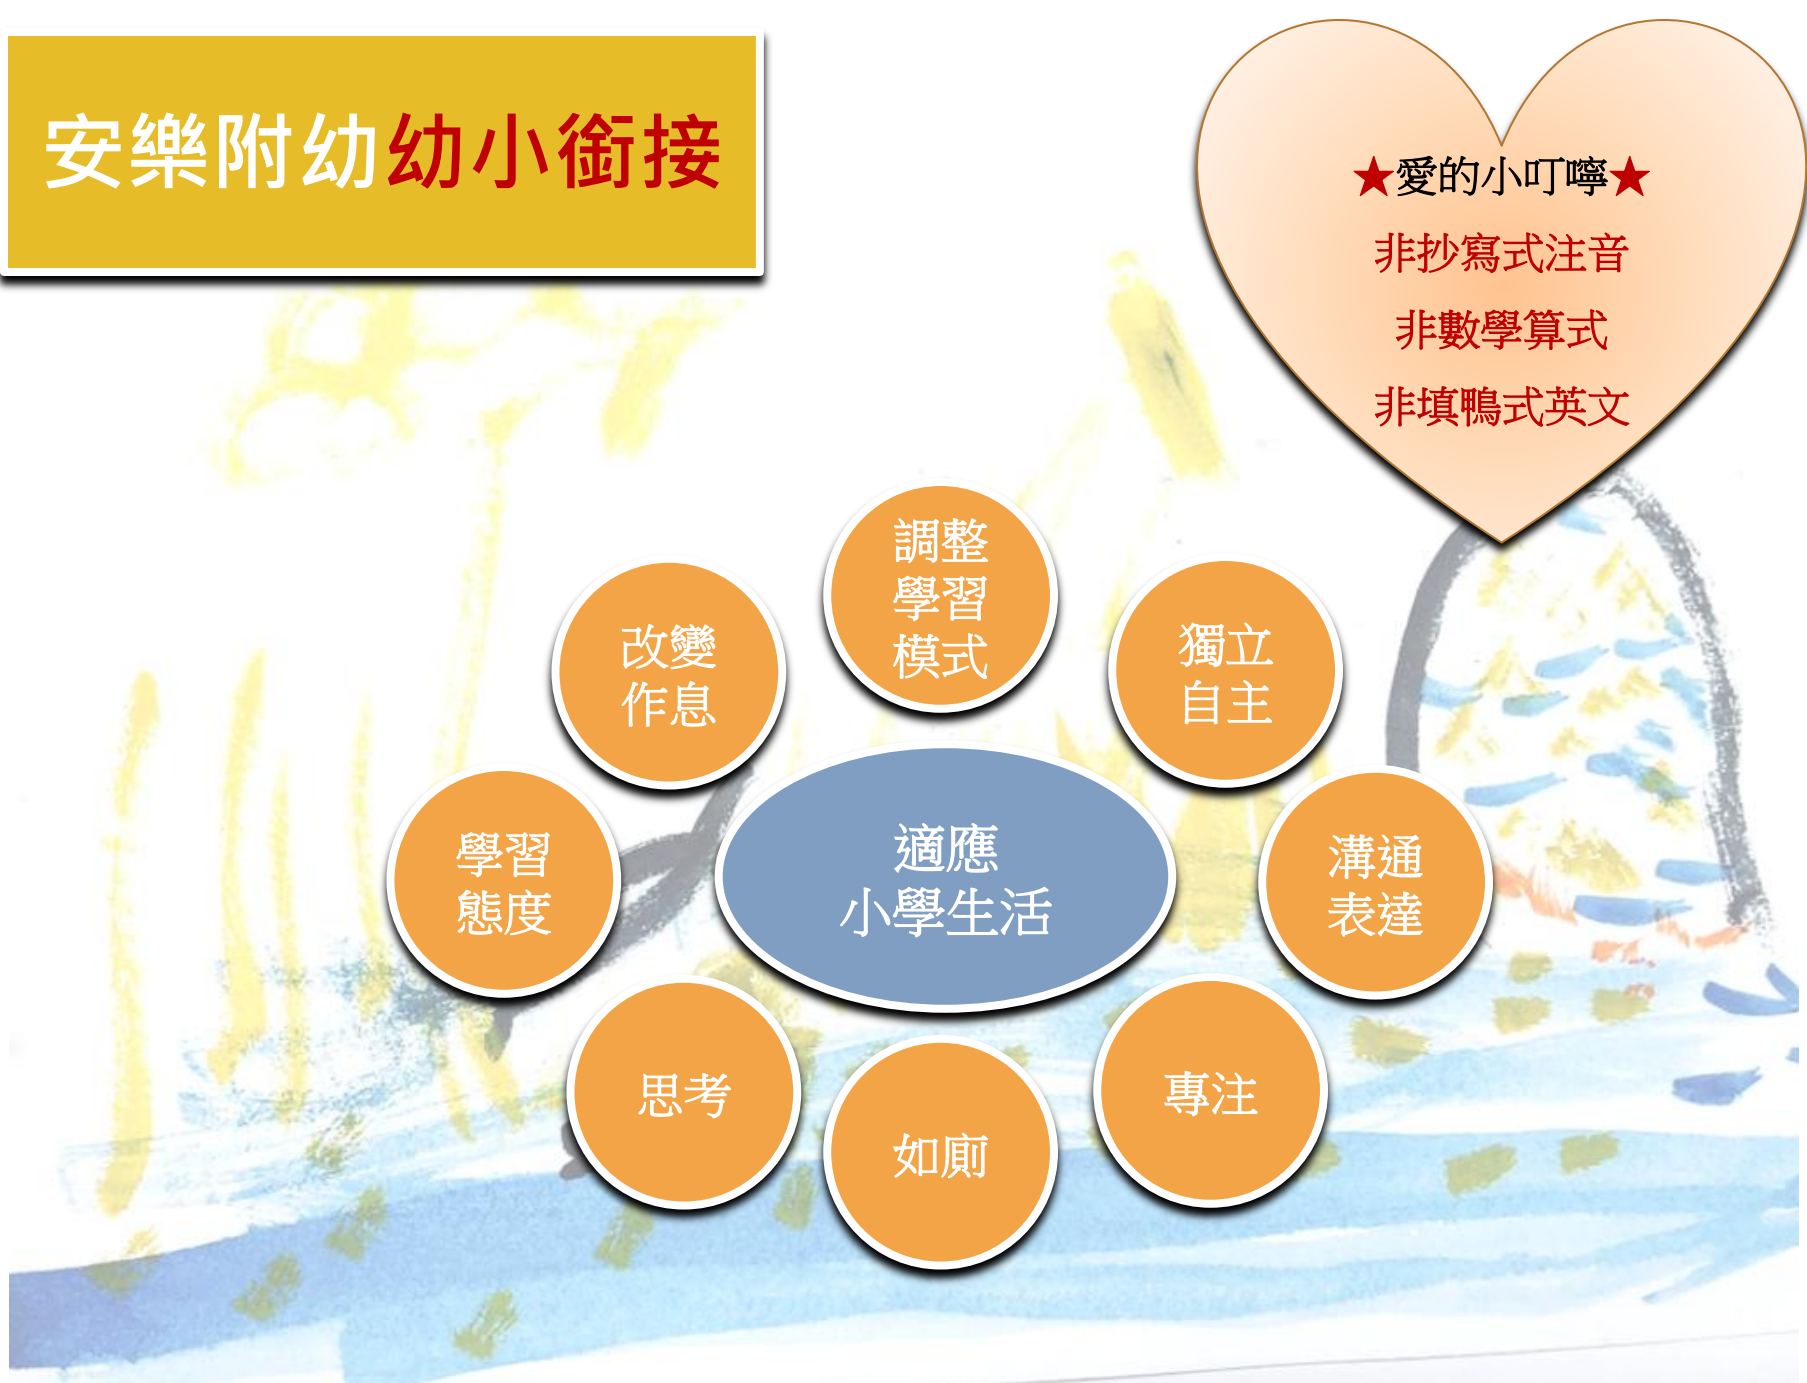 安樂附幼幼小銜接
★愛的小叮嚀★
非抄寫式注音
非數學算式
非填鴨式英文
調整
學習
模式
改變
作息
獨立
自主
學習
態度
適應
小學生活
溝通
表達
思考
如廁
專注